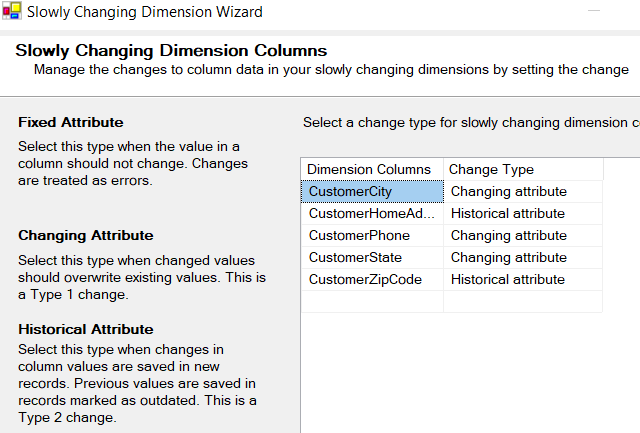 Slowly Changing Dimension Wizard
Slowly Changing Dimension Columns
Manage the changes to column data in your slowly changing dimensions by setting the change
Fixed Attribute
Select this type when the value in a
column should not change. Changes
are treated as errors.
Changing Attribute
Select this type when changed values
should overwrite existing values. This is
a Type 1 change.
Historical Attribute
Select this type when changes in
column values are saved in new
records. Previous values are saved in
records marked as outdated. This is a
Type 2 change.
Select a change type for slowly changing dimension c
Dimension Columns Change Type
CustomerCity Changing attribute
CustomerHomeAd... Historical attribute
CustomerPhone Changing attribute
CustomerState Changing attribute
CustomerZipCode Historical attribute